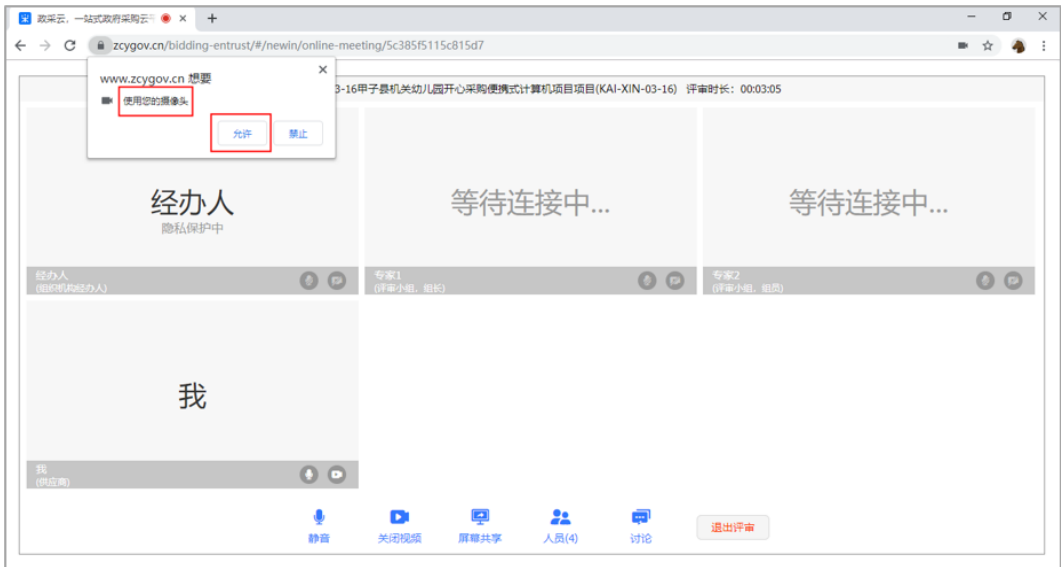 政采云，一站式政府采购云
zcygov.cn/bidding-entrust/#/newin/online-meeting/5c385f5115c815d7
www.zcygov.cn 想要
使用您的摄像头
允许
禁止
3-16甲子县机关幼儿园开心采购便携式计算机项目项目(KAI-XIN-03-16) 评审时长：00:03:05
经办人
隐私保护中
等待连接中...
等待连接中...
经办人
(组织机构经办人)
专家1
(评审小组，组长)
专家2
(评审小组，组员)
我
我
(供应商)
静音
关闭视频
屏幕共享
人员(4)
讨论
退出评审